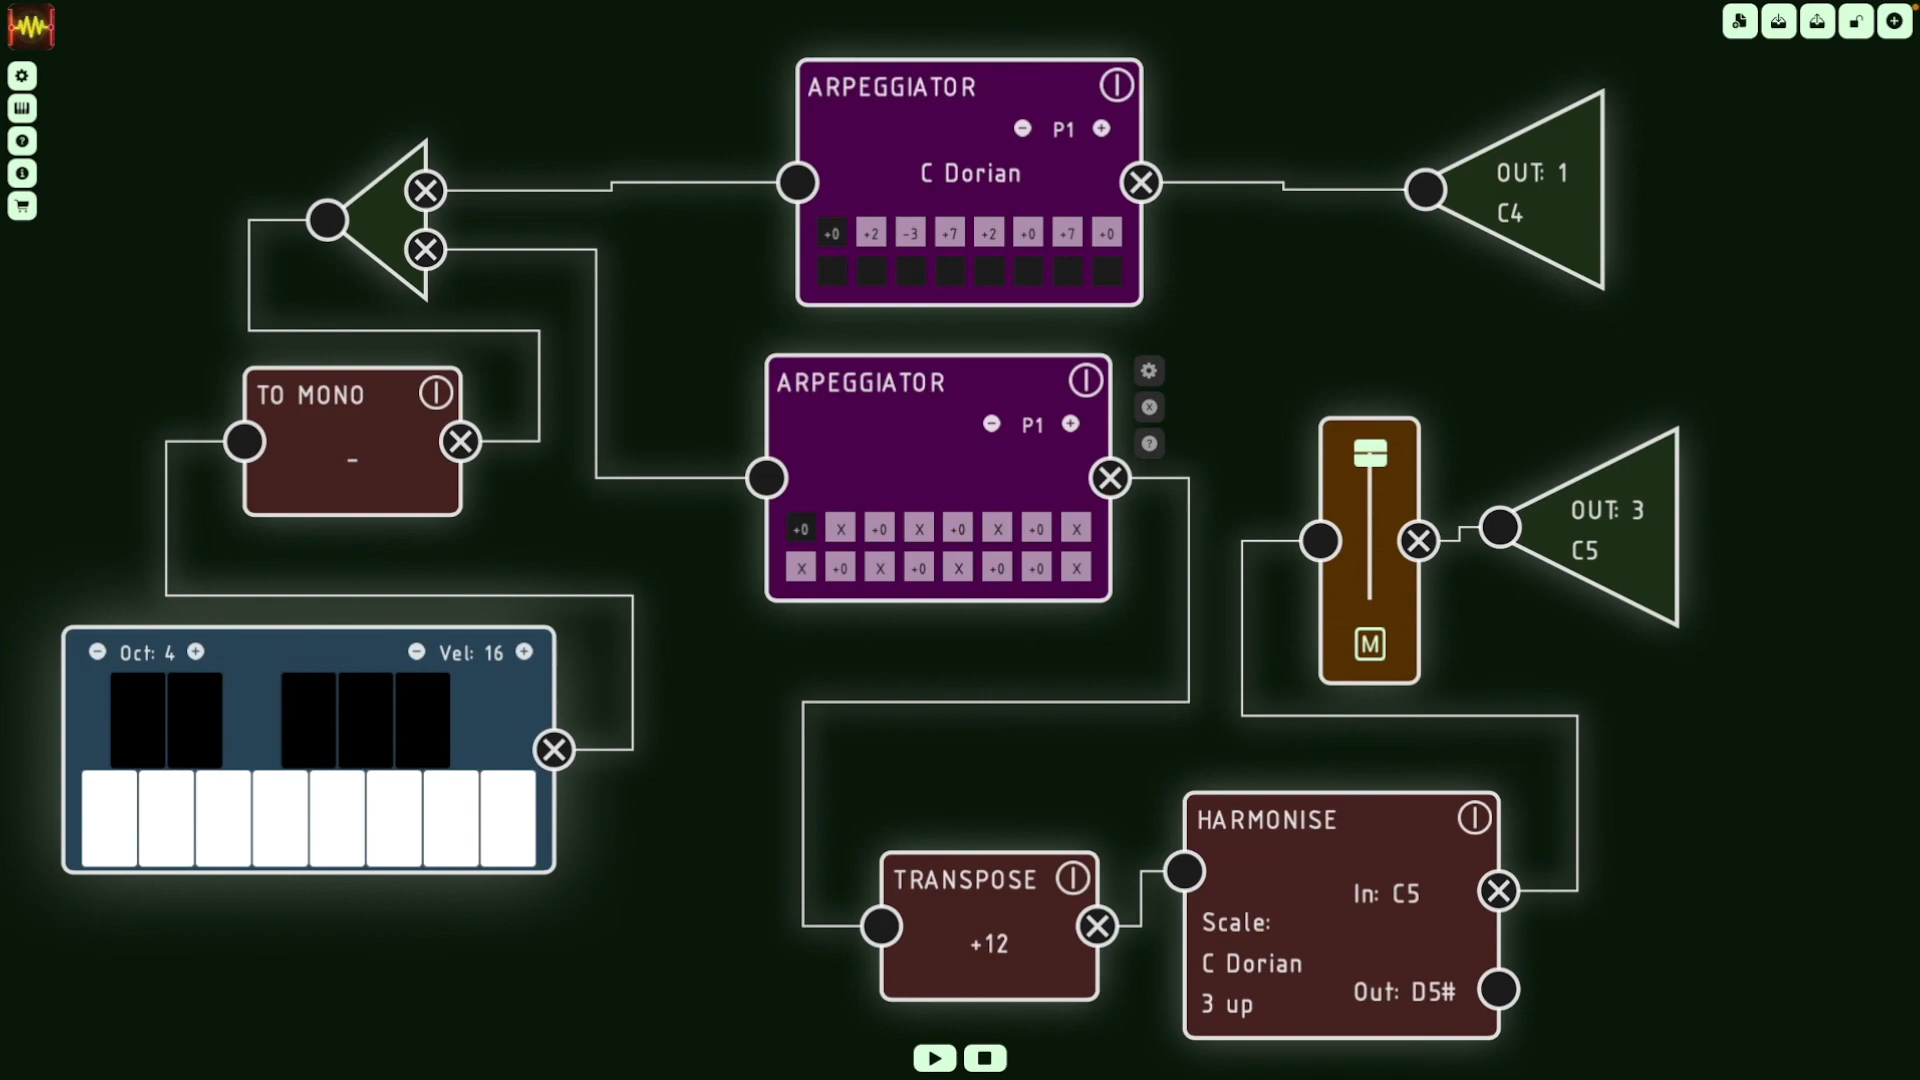 ARPEGGIATOR
- P1 +
C Dorian
+0 +2 -3 +7 +2 +0 +7 +0
OUT: 1
C4
TO MONO
-
ARPEGGIATOR
- P1 +
+0 X +0 X +0 X +0 X
X +0 X +0 X +0 +0 X
M
OUT: 3
C5
- Oct: 4 +
- Vel: 16 +
TRANSPOSE
+12
HARMONISE
In: C5
Scale:
C Dorian
3 up
Out: D5#